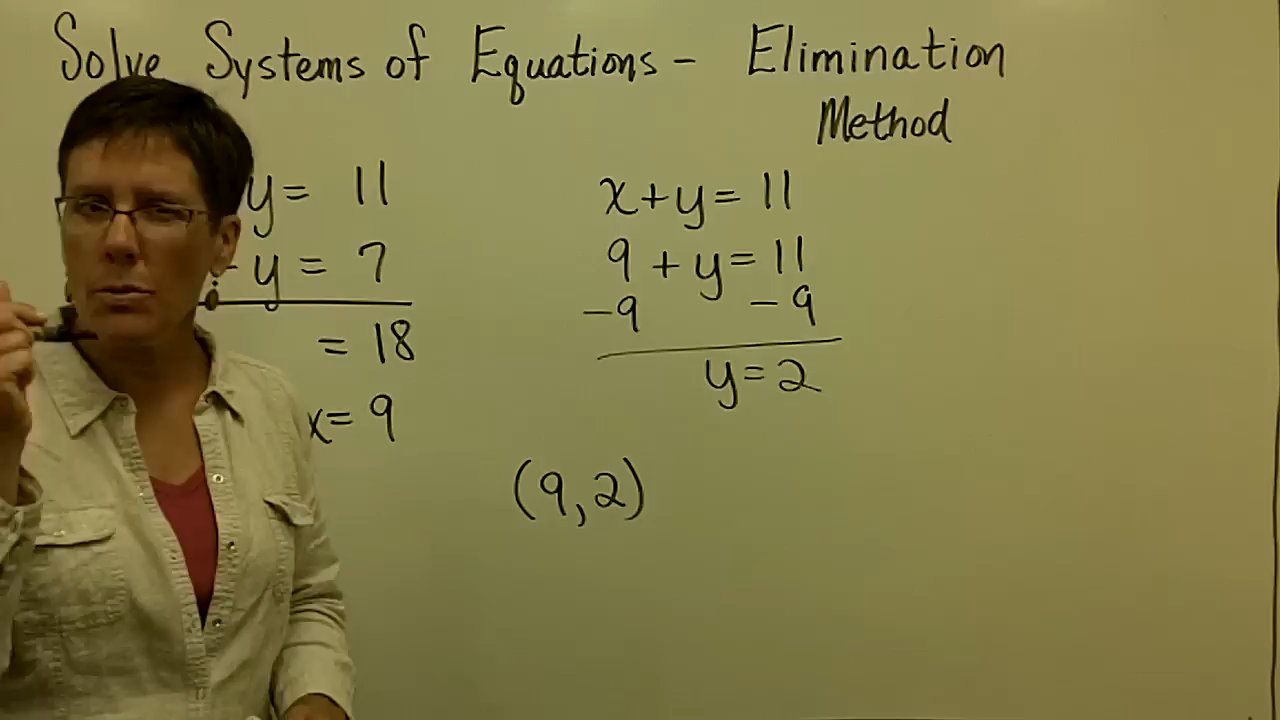 Solve Systems of Equations - Elimination
Method
y = 11
- y = 7
= 18
x = 9
x + y = 11
9 + y = 11
-9 -9
y = 2
(9, 2)